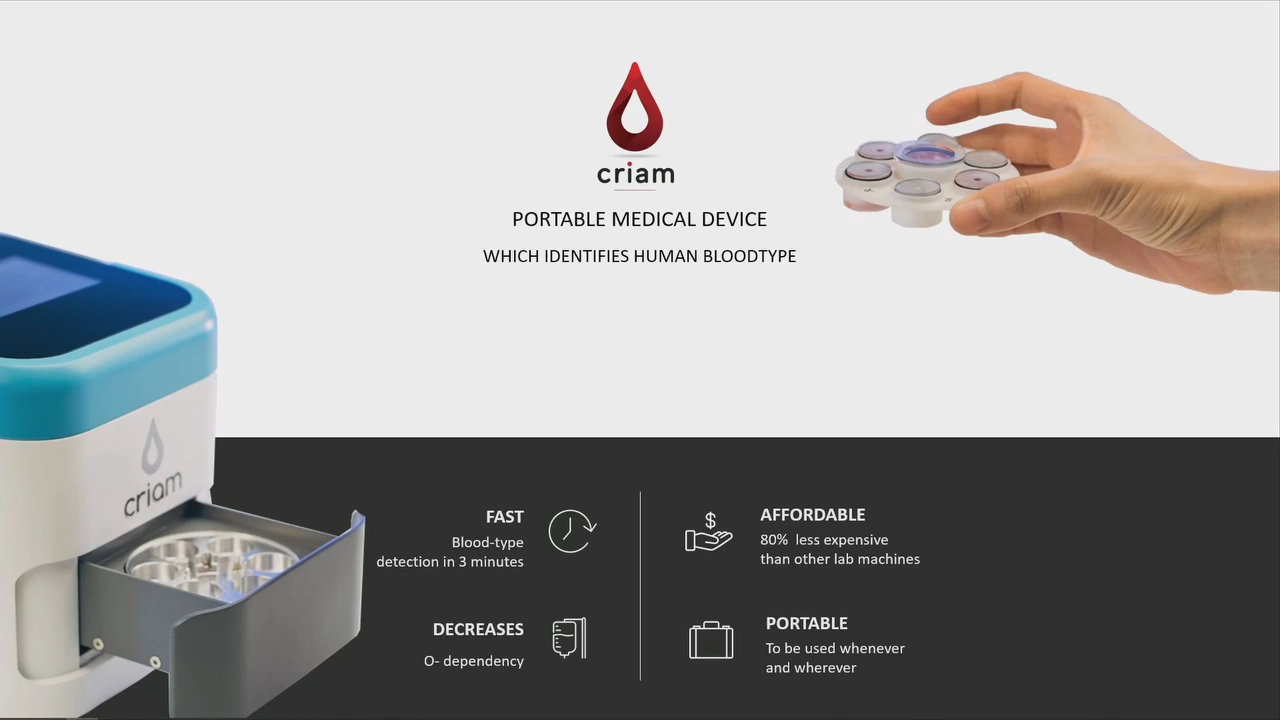 criam
PORTABLE MEDICAL DEVICE
WHICH IDENTIFIES HUMAN BLOODTYPE
criam
FAST
Blood-type
detection in 3 minutes
AFFORDABLE
80% less expensive
than other lab machines
DECREASES
O- dependency
PORTABLE
To be used whenever
and wherever